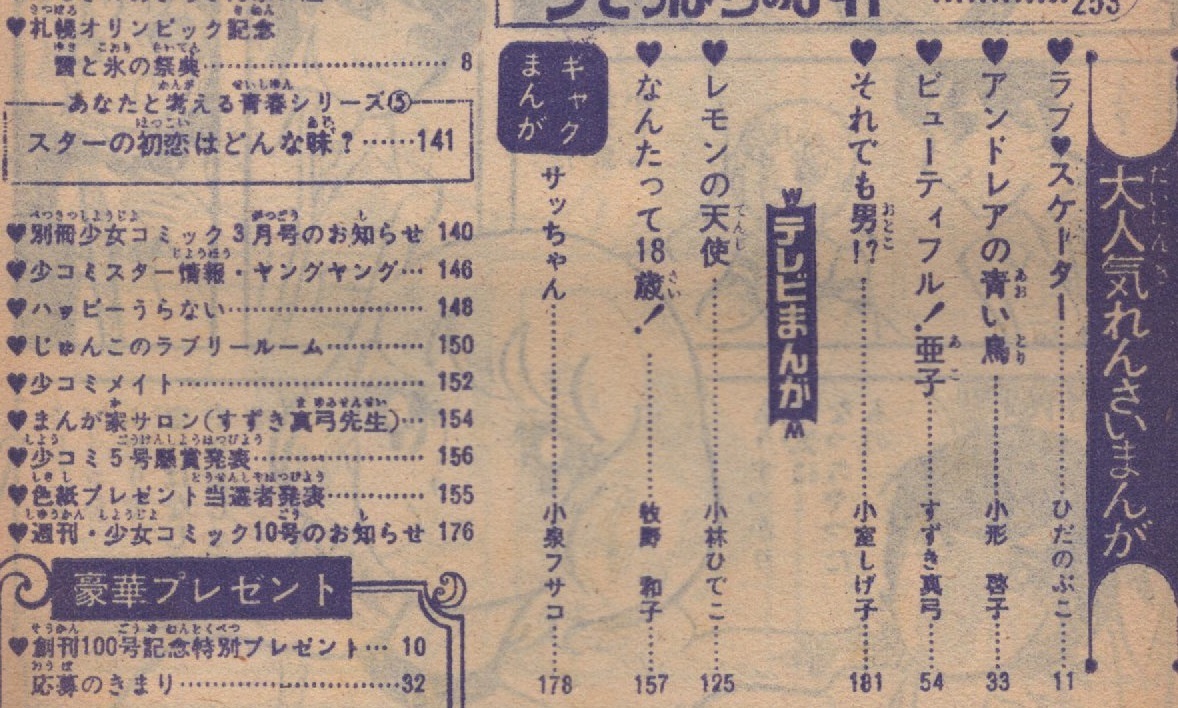 大人気れんさいまんが
♥ラブ♥スケーター……ひだのぶこ……11
♥アンドレアの青い鳥……小形 啓子……33
♥ビューティフル!亜子……すずき真弓……54
♥それでも男!?……小室しげ子……181
テレビまんが
♥レモンの天使……小林ひでこ……125
♥なんたって18歳!……牧野 和子……157
ギャグまんが
サッちゃん……小泉フサコ……178
253
♥札幌オリンピック記念
雪と氷の祭典……8
あなたと考える青春シリーズ⑤
スターの初恋はどんな味?……141
♥別冊少女コミック3月号のお知らせ 140
♥少コミスター情報・ヤングヤング… 146
♥ハッピーうらない……148
♥じゅんこのラブリールーム……150
♥少コミメイト……152
♥まんが家サロン(すずき真弓先生)… 154
♥少コミ5号懸賞発表……156
♥色紙プレゼント当選者発表……155
♥週刊・少女コミック10号のお知らせ 176
豪華プレゼント
♥創刊100号記念特別プレゼント… 10
応募のきまり……32